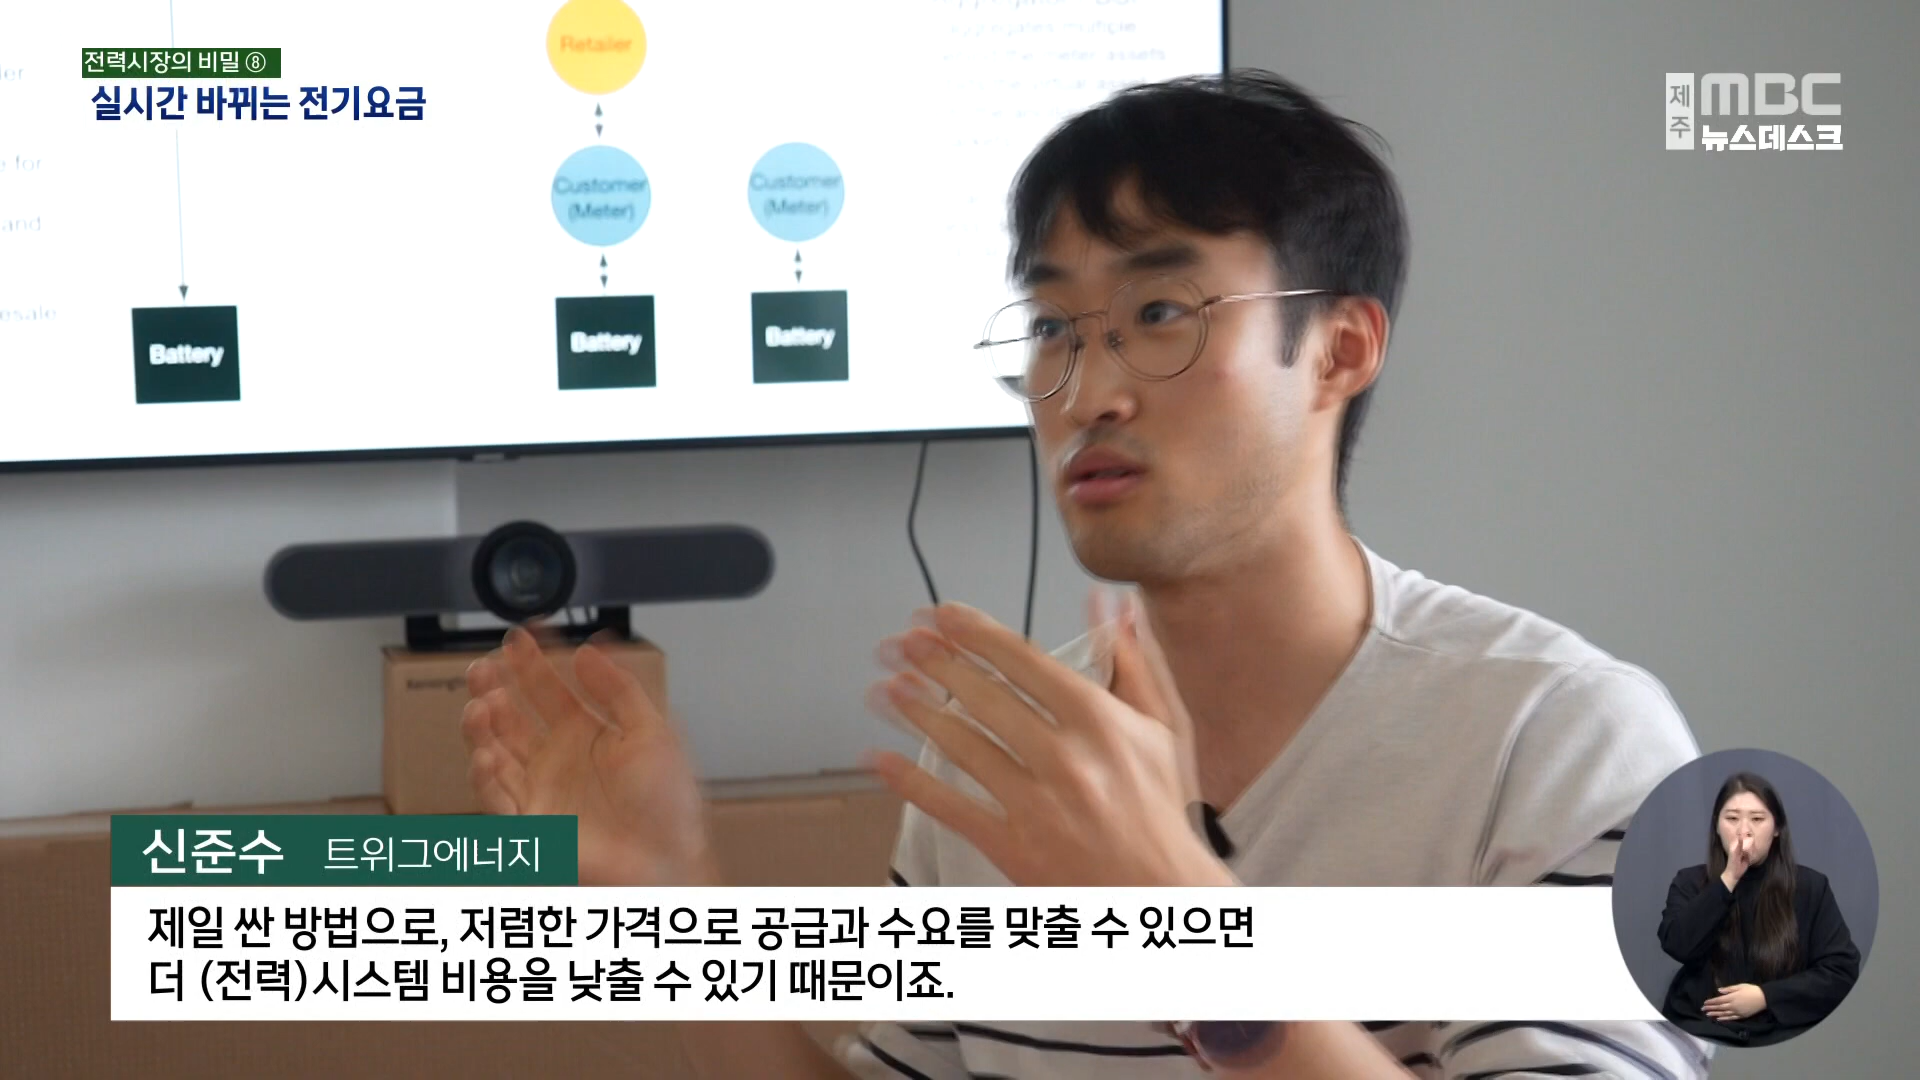 전력시장의 비밀 ⑧
실시간 바뀌는 전기요금
제주
MBC
뉴스데스크
Retailer
aggregates multiple
Customer
(Meter)
Customer
(Meter)
for
and
Battery
Battery
Battery
신준수 트위그에너지
제일 싼 방법으로, 저렴한 가격으로 공급과 수요를 맞출 수 있으면
더 (전력)시스템 비용을 낮출 수 있기 때문이죠.